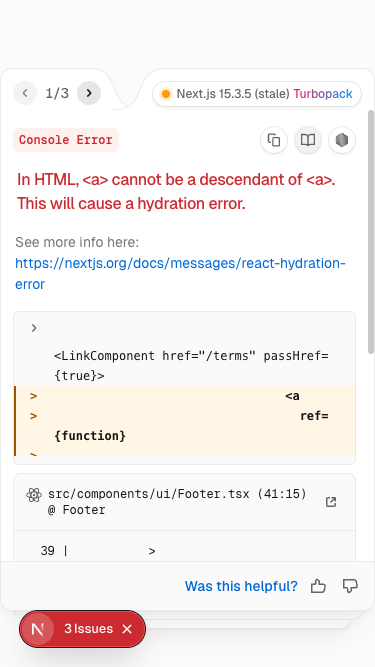 1/3
Next.js 15.3.5 (stale) Turbopack
Console Error
In HTML, <a> cannot be a descendant of <a>.
This will cause a hydration error.
See more info here:
https://nextjs.org/docs/messages/react-hydration-
error
<LinkComponent href="/terms" passHref=
{true}>
> <a
> ref=
{function}
>
src/components/ui/Footer.tsx (41:15)
@ Footer
39 | >
Was this helpful?
N 3 Issues